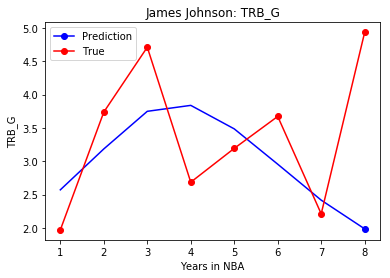 James Johnson: TRB_G
Prediction
True
TRB_G
5.0
4.5
4.0
3.5
3.0
2.5
2.0
1 2 3 4 5 6 7 8
Years in NBA